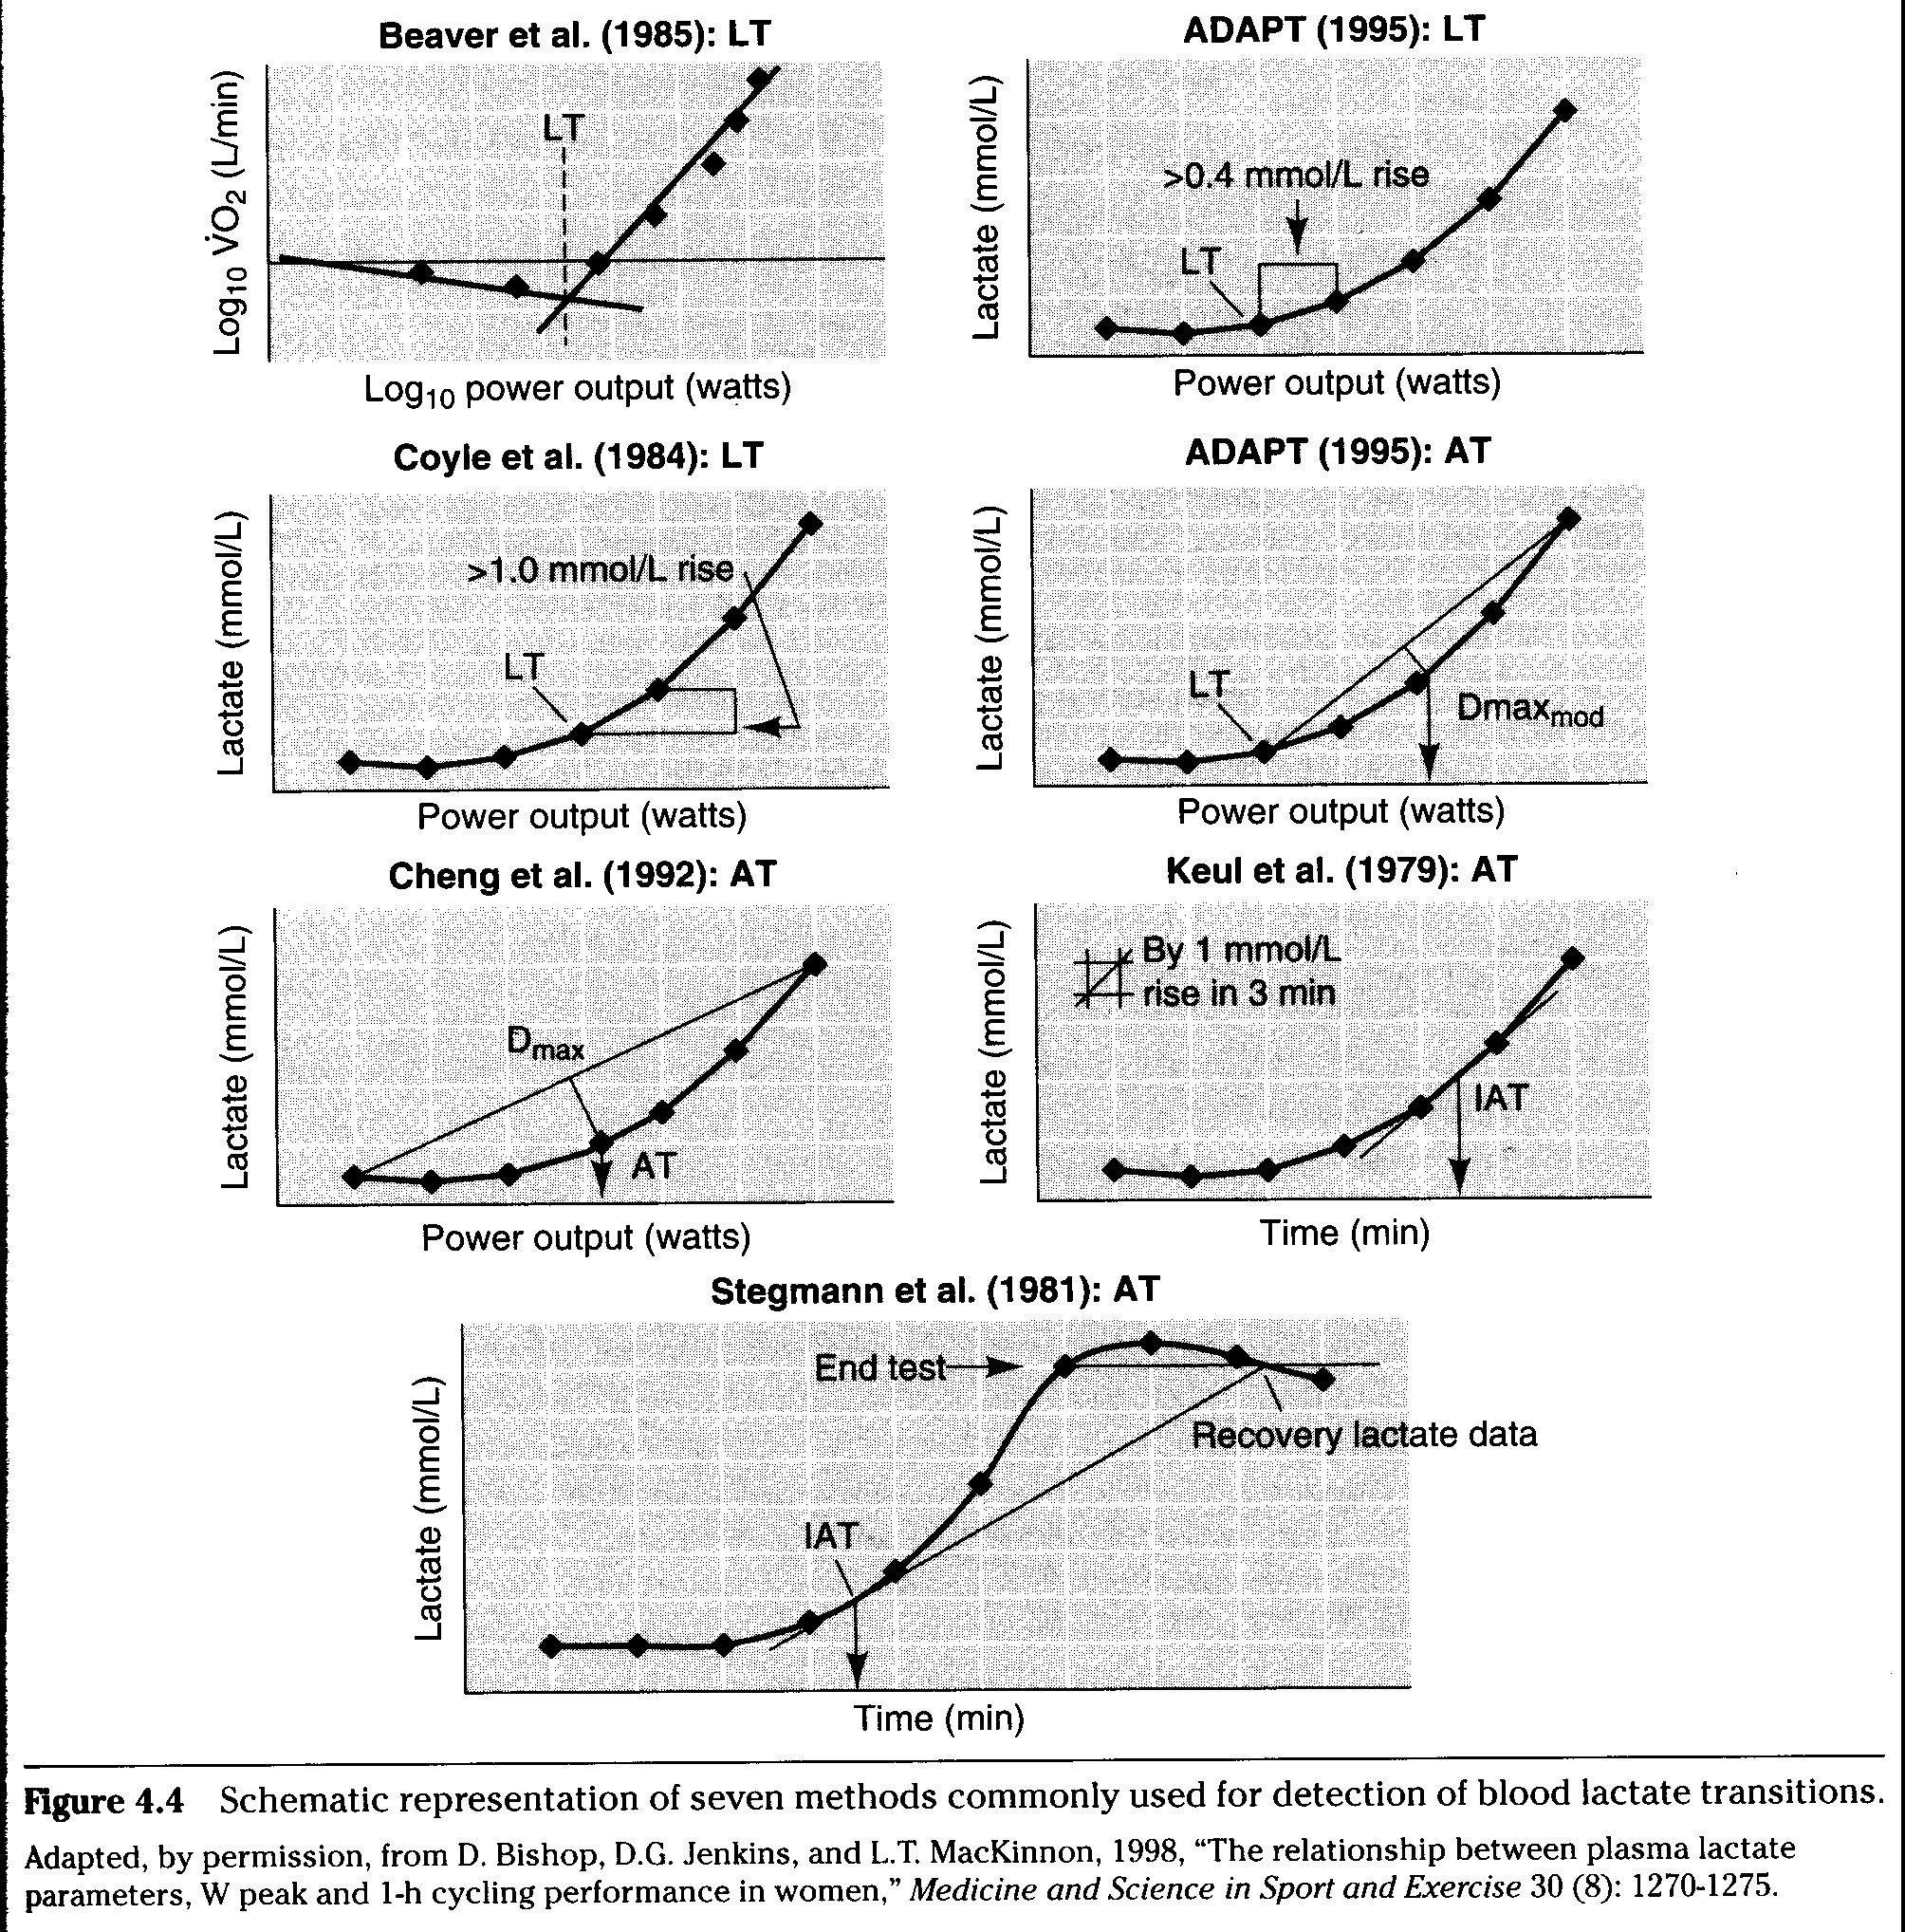 Beaver et al. (1985): LT
Log10 V̇O2 (L/min)
LT
Log10 power output (watts)
ADAPT (1995): LT
Lactate (mmol/L)
>0.4 mmol/L rise
LT
Power output (watts)
Coyle et al. (1984): LT
Lactate (mmol/L)
>1.0 mmol/L rise
LT
Power output (watts)
ADAPT (1995): AT
Lactate (mmol/L)
LT
Dmaxmod
Power output (watts)
Cheng et al. (1992): AT
Lactate (mmol/L)
Dmax
AT
Power output (watts)
Keul et al. (1979): AT
Lactate (mmol/L)
By 1 mmol/L
rise in 3 min
IAT
Time (min)
Stegmann et al. (1981): AT
Lactate (mmol/L)
End test
Recovery lactate data
IAT
Time (min)
Figure 4.4 Schematic representation of seven methods commonly used for detection of blood lactate transitions.
Adapted, by permission, from D. Bishop, D.G. Jenkins, and L.T. MacKinnon, 1998, “The relationship between plasma lactate
parameters, W peak and 1-h cycling performance in women,” Medicine and Science in Sport and Exercise 30 (8): 1270-1275.